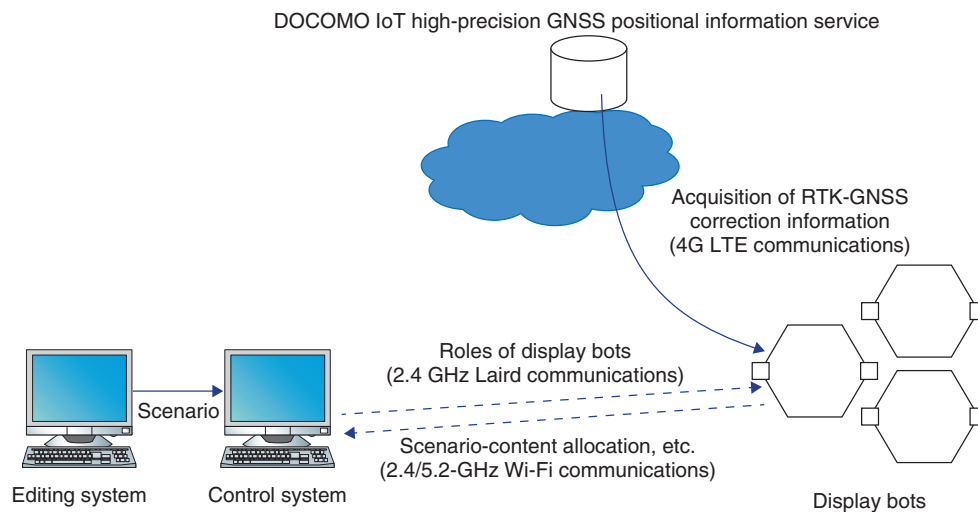 DOCOMO IoT high-precision GNSS positional information service
Acquisition of RTK-GNSS
correction information
(4G LTE communications)
Roles of display bots
(2.4 GHz Laird communications)
Scenario
Scenario-content allocation, etc.
(2.4/5.2-GHz Wi-Fi communications)
Editing system
Control system
Display bots